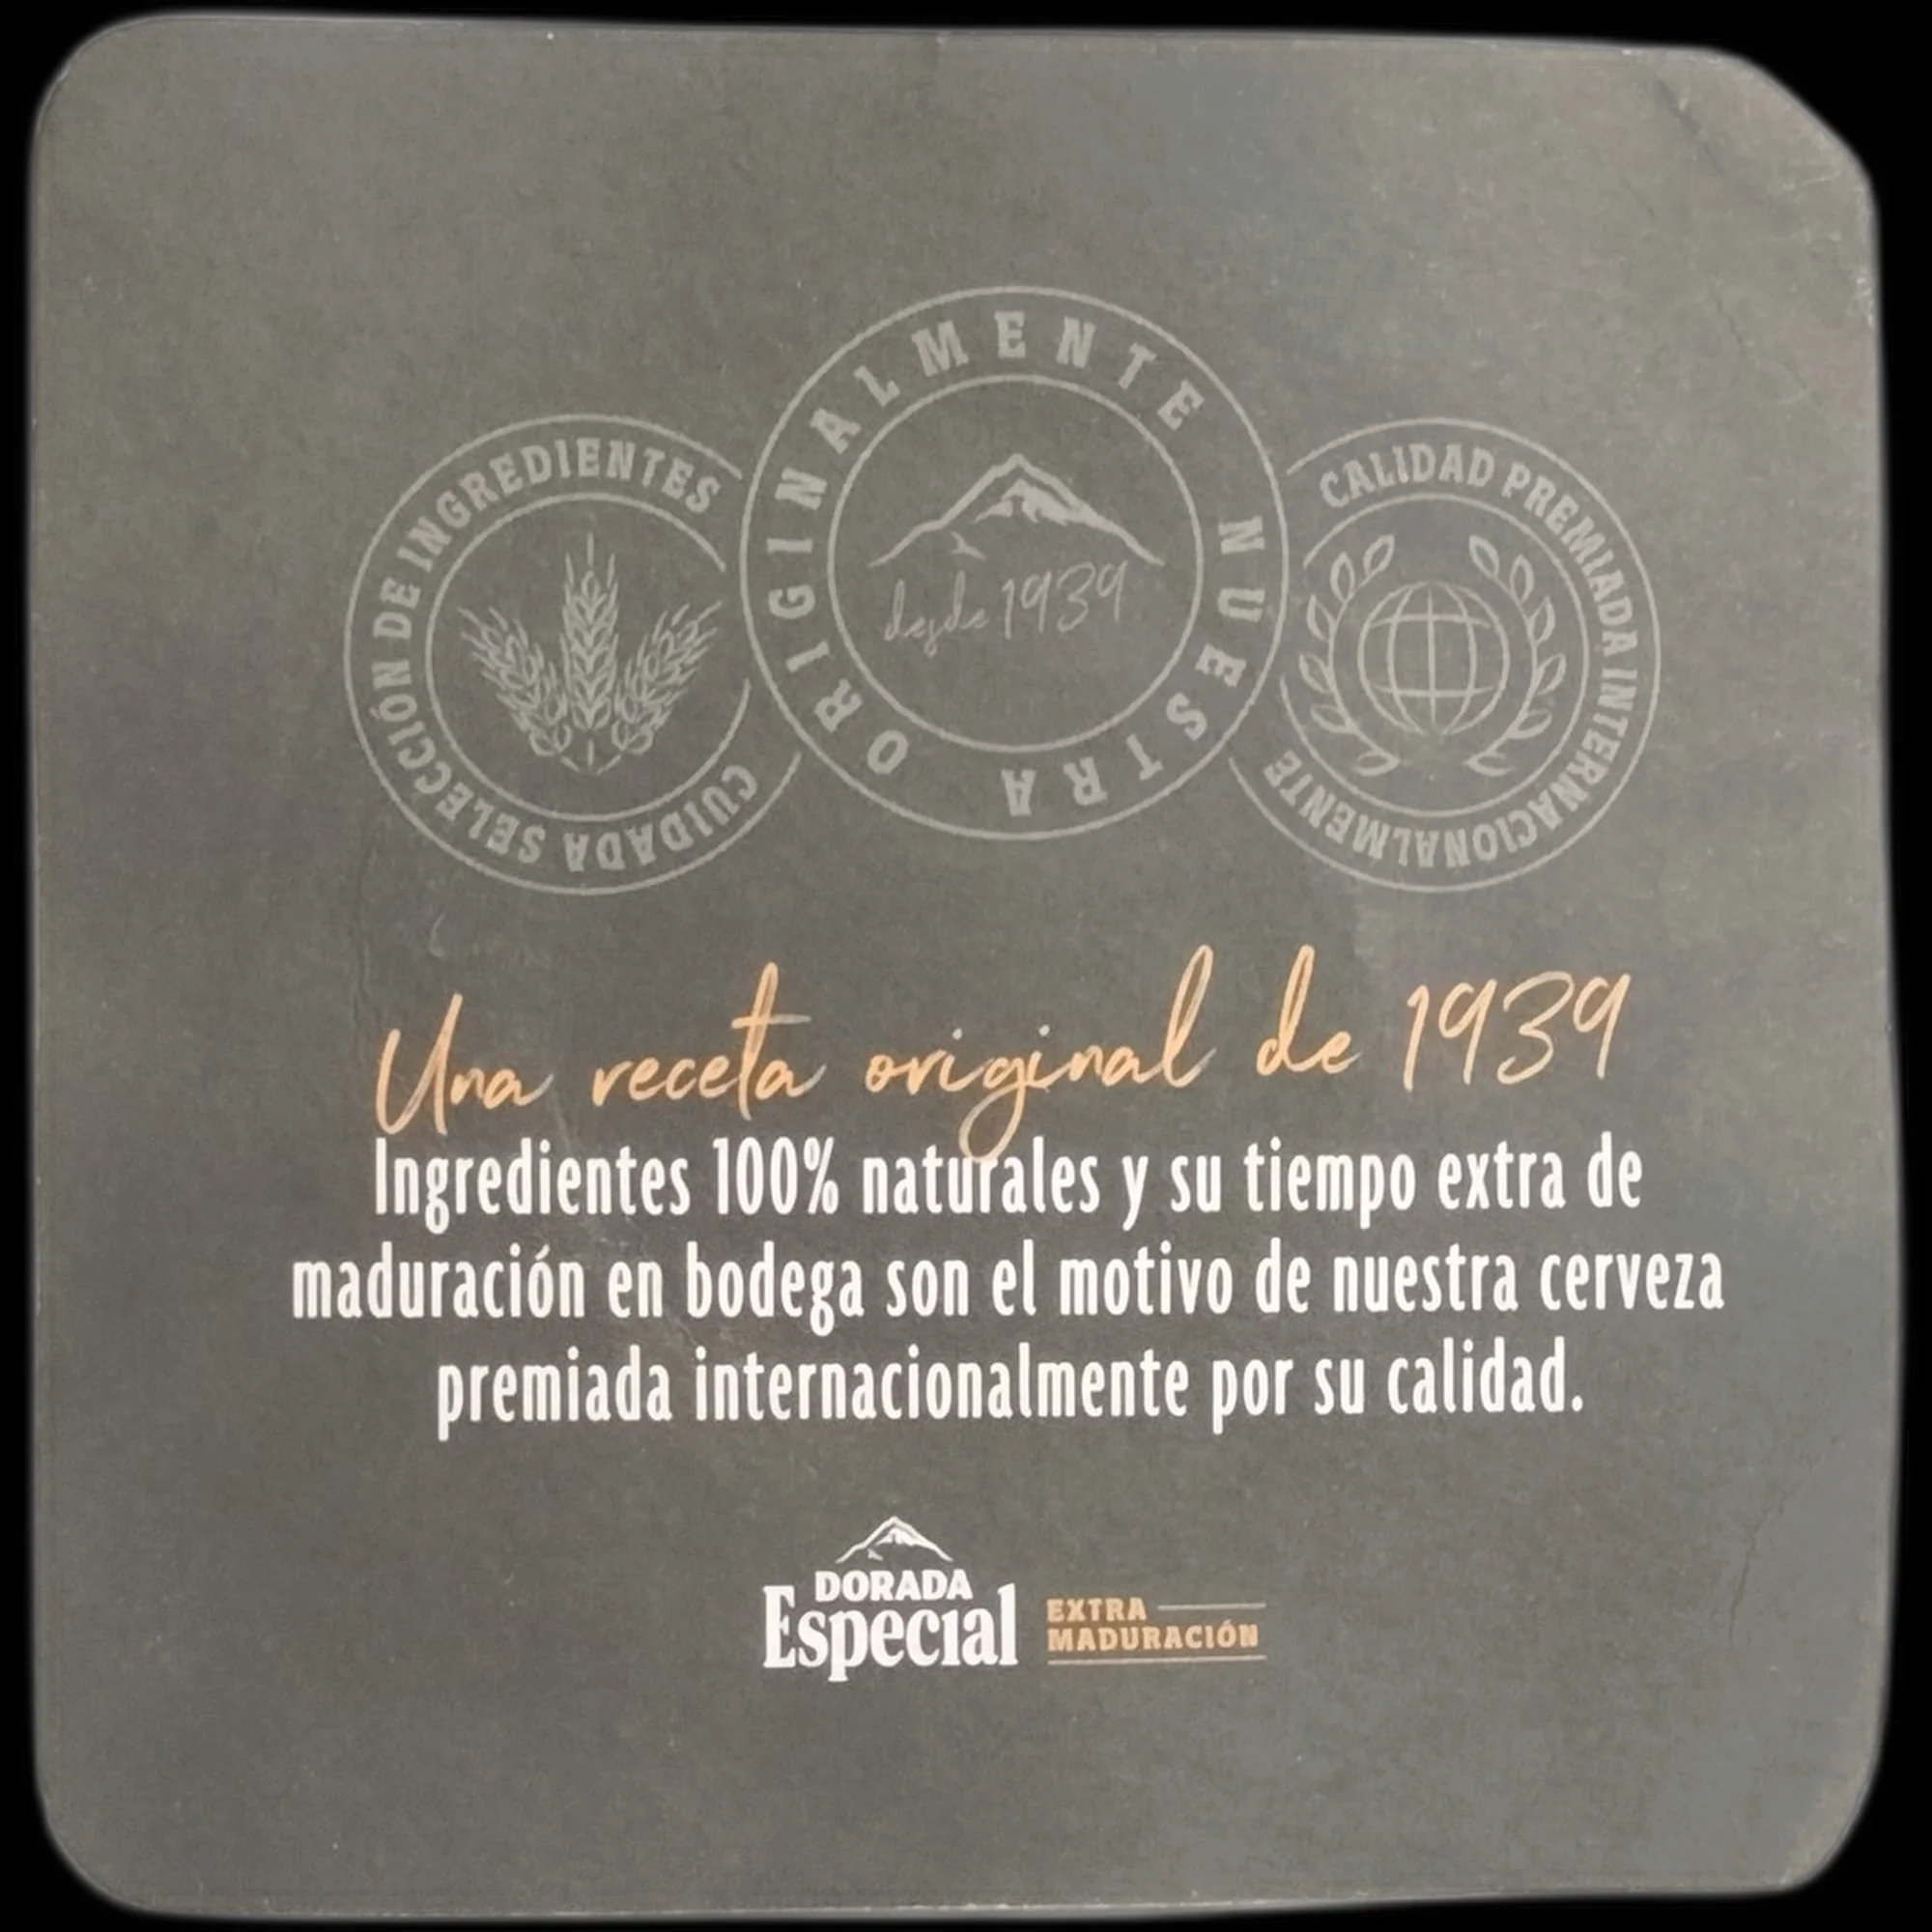 CUIDADA SELECCIÓN DE INGREDIENTES
ORIGINALMENTE NUESTRA
desde 1939
CALIDAD PREMIADA INTERNACIONALMENTE
Una receta original de 1939
Ingredientes 100% naturales y su tiempo extra de
maduración en bodega son el motivo de nuestra cerveza
premiada internacionalmente por su calidad.
DORADA
Especial
EXTRA
MADURACIÓN